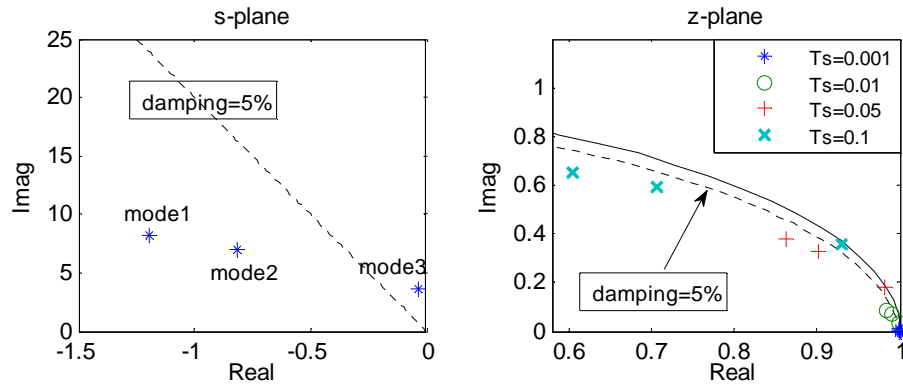 s-plane
25
20
15
10
5
0
-1.5
-1
-0.5
0
Real
Imag
damping=5%
mode1
mode2
mode3
z-plane
1
0.8
0.6
0.4
0.2
0
0.6
0.7
0.8
0.9
1
Real
Imag
damping=5%
Ts=0.001
Ts=0.01
Ts=0.05
Ts=0.1